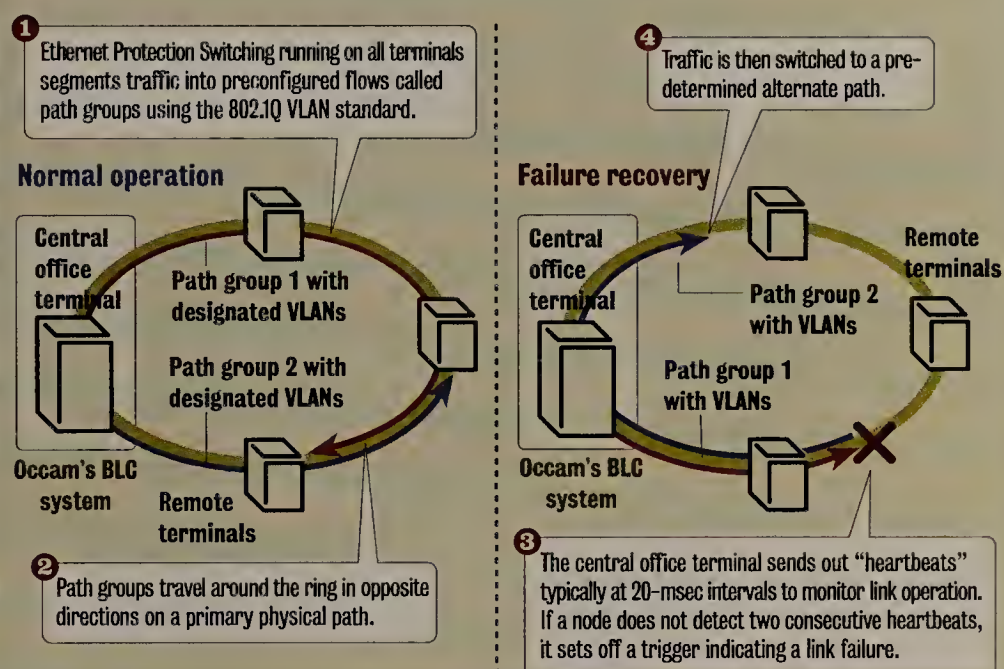 1
Ethernet Protection Switching running on all terminals
segments traffic into preconfigured flows called
path groups using the 802.1Q VLAN standard.
Normal operation
Central
office
terminal
Path group 1 with
designated VLANs
Path group 2 with
designated VLANs
Occam's BLC
system
Remote
terminals
2
Path groups travel around the ring in opposite
directions on a primary physical path.
4
Traffic is then switched to a pre-
determined alternate path.
Failure recovery
Central
office
terminal
Remote
terminals
Path group 2
with VLANs
Path group 1
with VLANs
Occam's BLC
system
3
The central office terminal sends out "heartbeats"
typically at 20-msec intervals to monitor link operation.
If a node does not detect two consecutive heartbeats,
it sets off a trigger indicating a link failure.